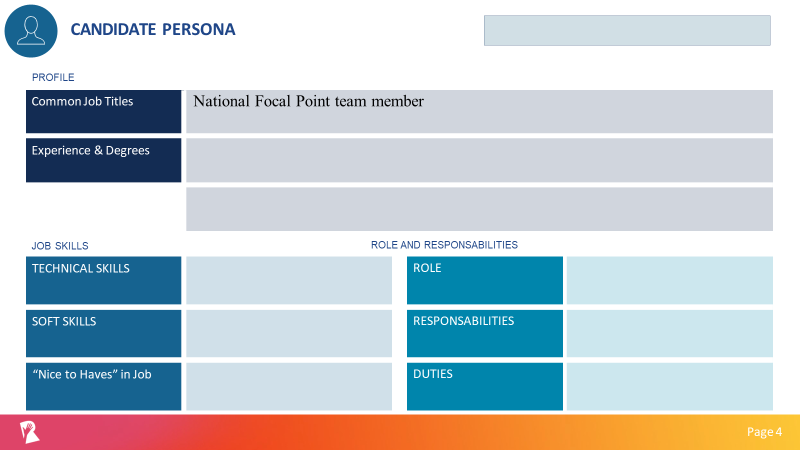 CANDIDATE PERSONA
PROFILE
Common Job Titles
National Focal Point team member
Experience & Degrees
JOB SKILLS
ROLE AND RESPONSABILITIES
TECHNICAL SKILLS
ROLE
SOFT SKILLS
RESPONSABILITIES
“Nice to Haves” in Job
DUTIES
Page 4